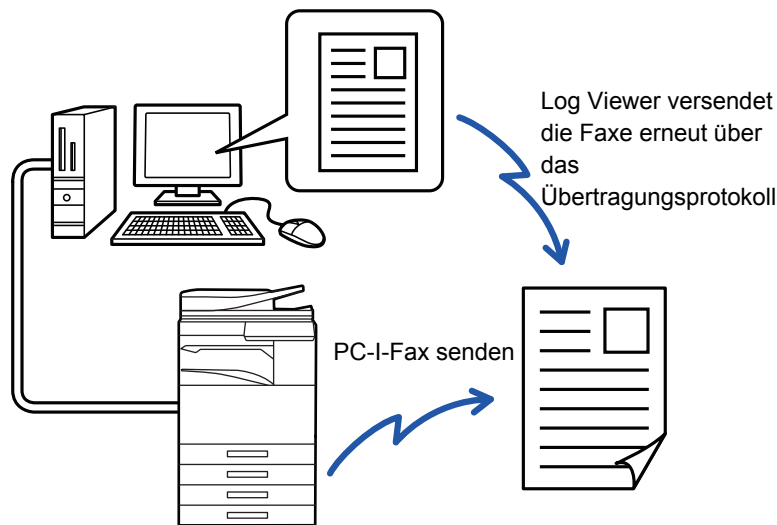 Log Viewer versendet
die Faxe erneut über
das
Übertragungsprotokoll
PC-I-Fax senden